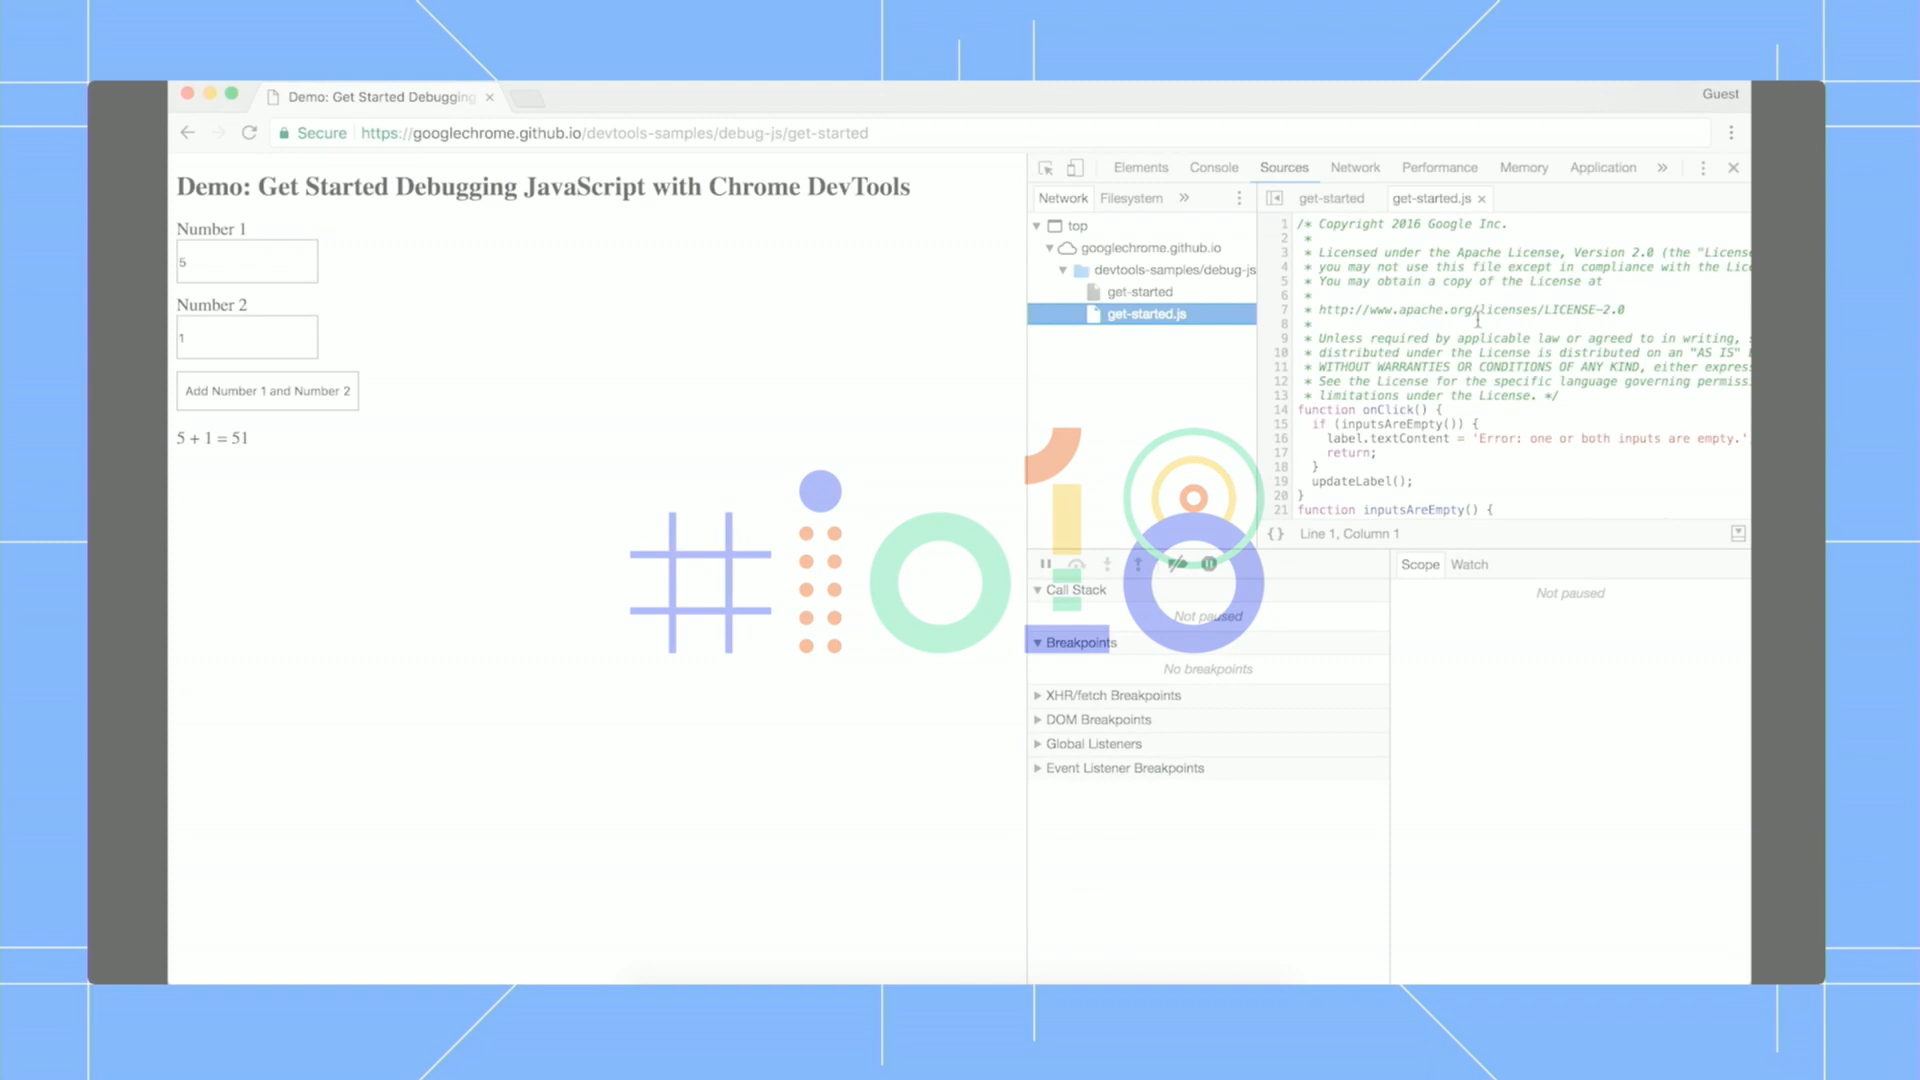 Demo: Get Started Debugging
Guest
Secure https://googlechrome.github.io/devtools-samples/debug-js/get-started
Elements Console Sources Network Performance Memory Application
Network Filesystem
get-started get-started.js
Demo: Get Started Debugging JavaScript with Chrome DevTools
Number 1
5
Number 2
1
Add Number 1 and Number 2
5 + 1 = 51
top
googlechrome.github.io
devtools-samples/debug-js
get-started
get-started.js
1 /* Copyright 2016 Google Inc.
2 *
3 * Licensed under the Apache License, Version 2.0 (the "License
4 * you may not use this file except in compliance with the Lice
5 * You may obtain a copy of the License at
6 *
7 * http://www.apache.org/licenses/LICENSE-2.0
8 *
9 * Unless required by applicable law or agreed to in writing,
10 * distributed under the License is distributed on an "AS IS"
11 * WITHOUT WARRANTIES OR CONDITIONS OF ANY KIND, either expres
12 * See the License for the specific language governing permiss
13 * limitations under the License. */
14 function onClick() {
15 if (inputsAreEmpty()) {
16 label.textContent = 'Error: one or both inputs are empty.'
17 return;
18 }
19 updateLabel();
20 }
21 function inputsAreEmpty() {
{} Line 1, Column 1
#io18
Call Stack
Not paused
Breakpoints
No breakpoints
XHR/fetch Breakpoints
DOM Breakpoints
Global Listeners
Event Listener Breakpoints
Scope Watch
Not paused